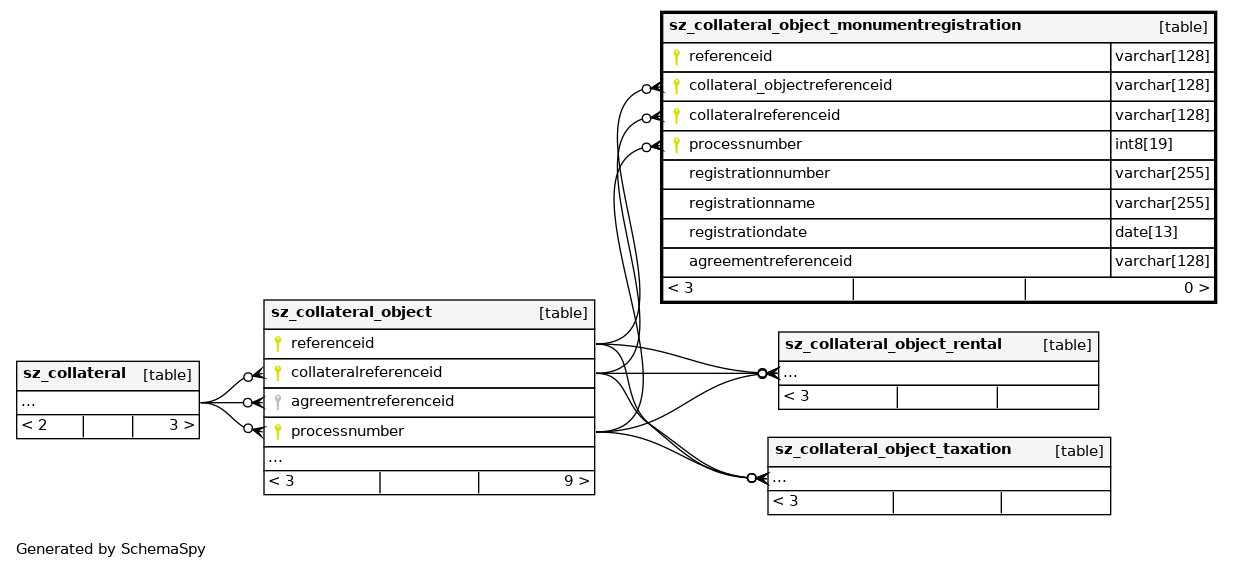 sz_collateral_object_monumentregistration [table]
referenceid varchar[128]
collateral_objectreferenceid varchar[128]
collateralreferenceid varchar[128]
processnumber int8[19]
registrationnumber varchar[255]
registrationname varchar[255]
registrationdate date[13]
agreementreferenceid varchar[128]
< 3 0 >
sz_collateral_object [table]
referenceid
collateralreferenceid
agreementreferenceid
processnumber
...
< 3 9 >
sz_collateral [table]
...
< 2 3 >
sz_collateral_object_rental [table]
...
< 3
sz_collateral_object_taxation [table]
...
< 3
Generated by SchemaSpy